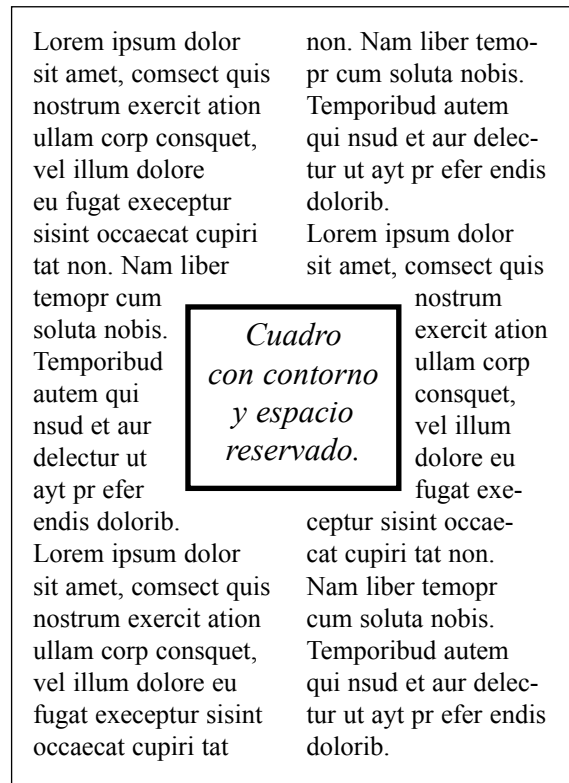 Lorem ipsum dolor
sit amet, comsect quis
nostrum exercit ation
ullam corp consquet,
vel illum dolore
eu fugat execeptur
sisint occaecat cupiri
tat non. Nam liber
temopr cum
soluta nobis.
Temporibud
autem qui
nsud et aur
delectur ut
ayt pr efer
endis dolorib.
Lorem ipsum dolor
sit amet, comsect quis
nostrum exercit ation
ullam corp consquet,
vel illum dolore eu
fugat execeptur sisint
occaecat cupiri tat
non. Nam liber temo-
pr cum soluta nobis.
Temporibud autem
qui nsud et aur delec-
tur ut ayt pr efer endis
dolorib.
Lorem ipsum dolor
sit amet, comsect quis
nostrum
exercit ation
ullam corp
consquet,
vel illum
dolore eu
fugat exe-
ceptur sisint occae-
cat cupiri tat non.
Nam liber temopr
cum soluta nobis.
Temporibud autem
qui nsud et aur delec-
tur ut ayt pr efer endis
dolorib.
Cuadro
con contorno
y espacio
reservado.